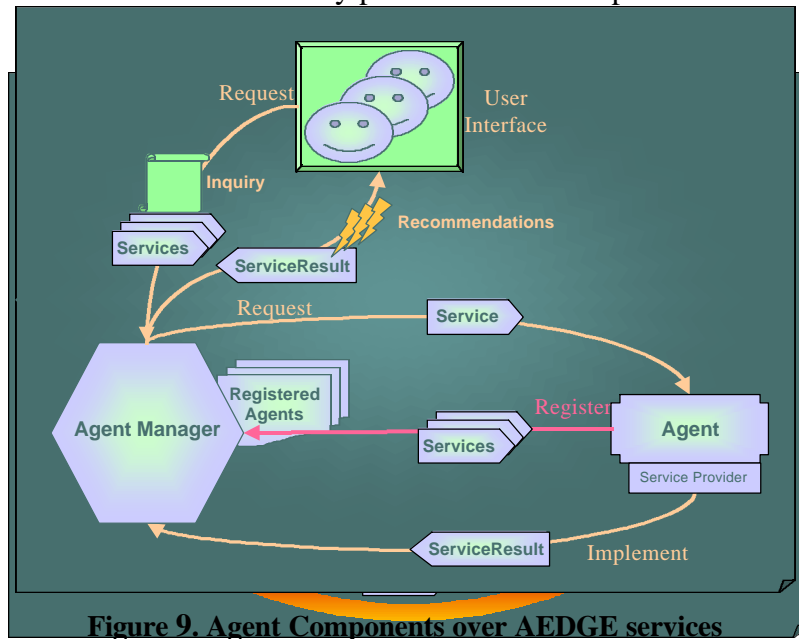 Request
User
Interface
Inquiry
Services
Recommendations
ServiceResult
Request
Service
Registered
Agents
Register
Agent Manager
Services
Agent
Service Provider
ServiceResult
Implement
Figure 9. Agent Components over AEDGE services